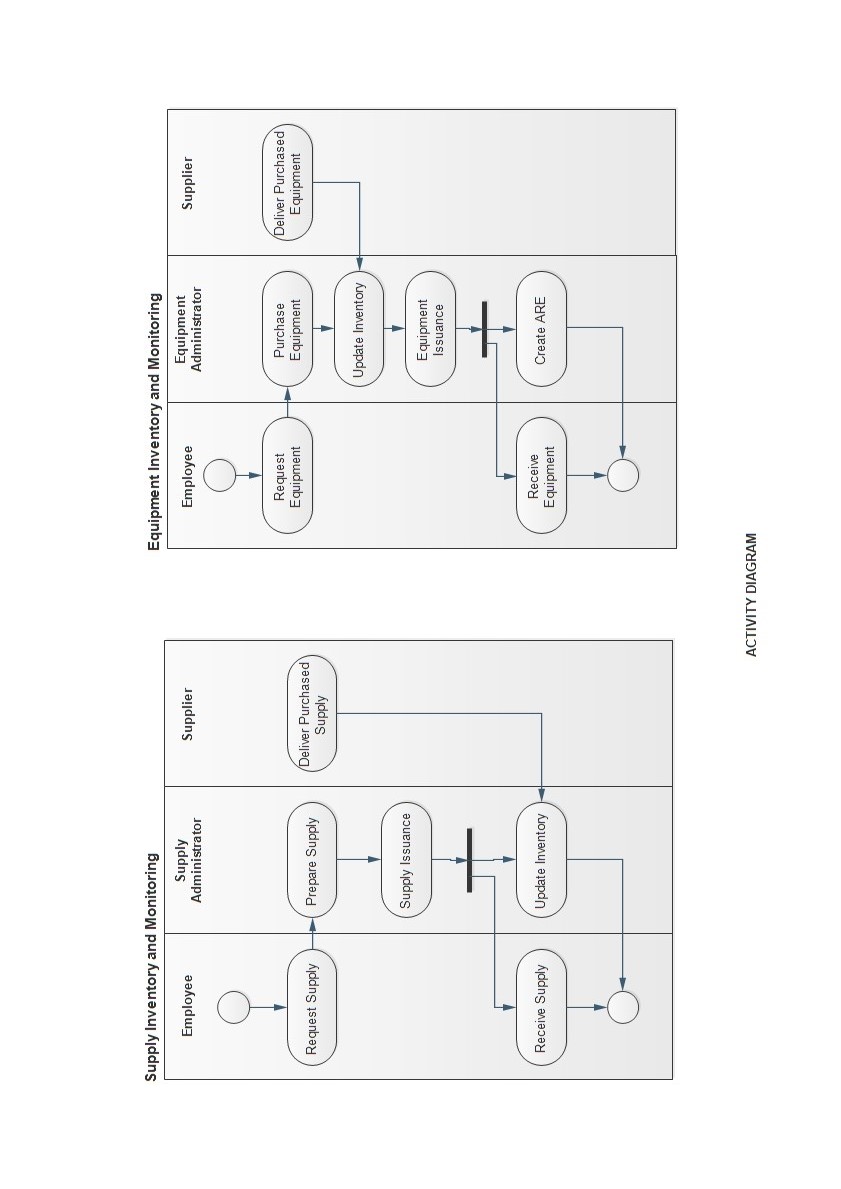 Supply Inventory and Monitoring
Employee
Supply
Administrator
Supplier
Request Supply
Prepare Supply
Deliver Purchased
Supply
Supply Issuance
Receive Supply
Update Inventory
Equipment Inventory and Monitoring
Employee
Equipment
Administrator
Supplier
Request
Equipment
Purchase
Equipment
Deliver Purchased
Equipment
Update Inventory
Equipment
Issuance
Receive
Equipment
Create ARE
ACTIVITY DIAGRAM